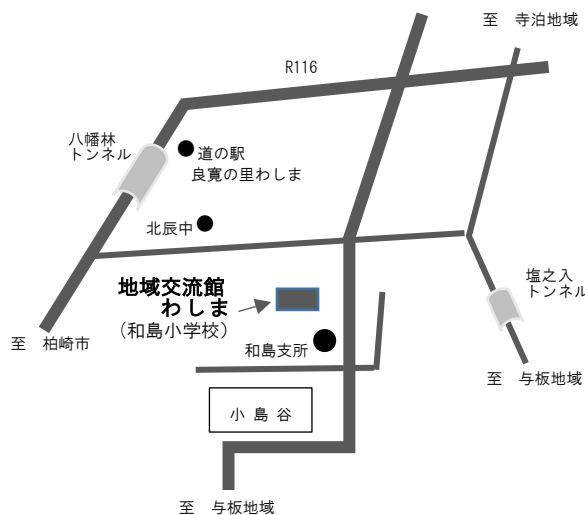 至 寺泊地域
R116
八幡林
トンネル
道の駅
良寛の里わしま
北辰中
地域交流館
わしま
（和島小学校）
塩之入
トンネル
至 柏崎市
和島支所
至 与板地域
小 島 谷
至 与板地域